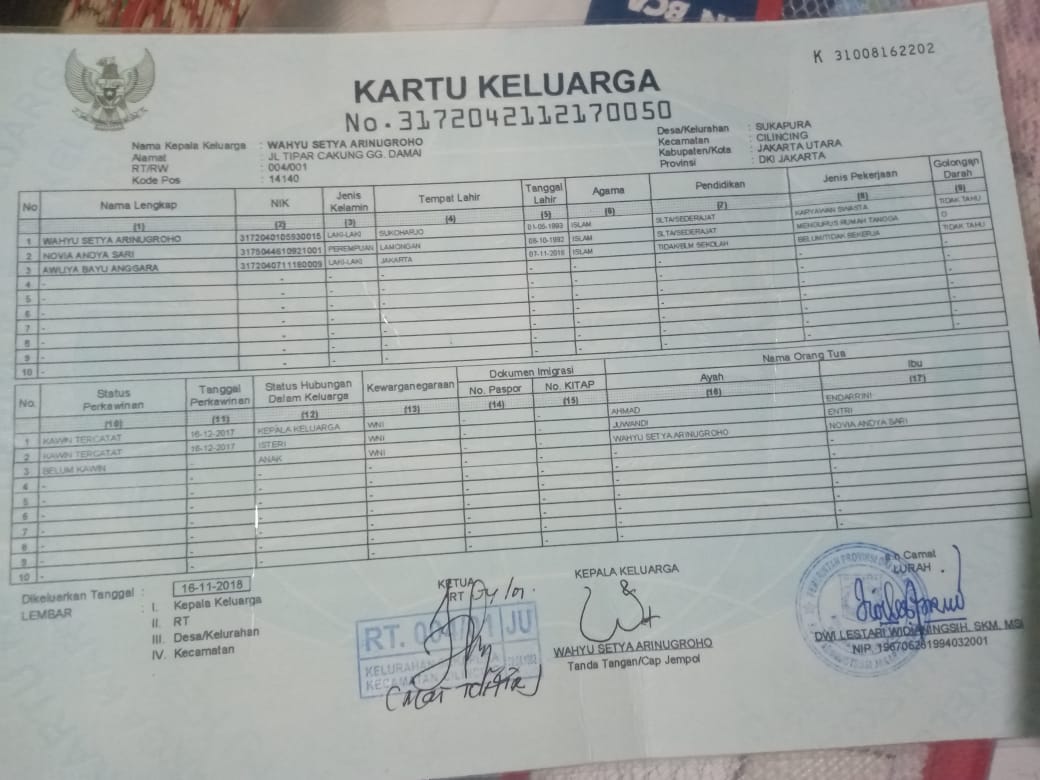 N BCA
K 31008162202
KARTU KELUARGA
No.3172042112170050
Nama Kepala Keluarga : WAHYU SETYA ARINUGROHO
Alamat : JL TIPAR CAKUNG GG. DAMAI
RT/RW : 004/001
Kode Pos : 14140
Desa/Kelurahan : SUKAPURA
Kecamatan : CILINCING
Kabupaten/Kota : JAKARTA UTARA
Provinsi : DKI JAKARTA
No Nama Lengkap NIK Jenis Kelamin Tempat Lahir Tanggal Lahir Agama Pendidikan Jenis Pekerjaan Golongan Darah
(1) (2) (3) (4) (5) (6) (7) (8) (9)
1 WAHYU SETYA ARINUGROHO 3172040105930015 LAKI-LAKI SUKOHARJO 01-05-1993 ISLAM SLTA/SEDERAJAT KARYAWAN SWASTA TIDAK TAHU
2 NOVIA ANDYA SARI 3175044610921001 PEREMPUAN LAMONGAN 06-10-1992 ISLAM SLTA/SEDERAJAT MENGURUS RUMAH TANGGA O
3 AWLIYA BAYU ANGGARA 3172040711180009 LAKI-LAKI JAKARTA 07-11-2018 ISLAM TIDAK/BLM SEKOLAH BELUM/TIDAK BEKERJA TIDAK TAHU
4 - - - - - - - - -
5 - - - - - - - - -
6 - - - - - - - - -
7 - - - - - - - - -
8 - - - - - - - - -
9 - - - - - - - - -
10 - - - - - - - - -
No. Status Perkawinan Tanggal Perkawinan Status Hubungan Dalam Keluarga Kewarganegaraan Dokumen Imigrasi Nama Orang Tua
No. Paspor No. KITAP Ayah Ibu
(10) (11) (12) (13) (14) (15) (16) (17)
1 KAWIN TERCATAT 16-12-2017 KEPALA KELUARGA WNI - - AHMAD ENDARRINI
2 KAWIN TERCATAT 16-12-2017 ISTERI WNI - - JUWANDI ENTRI
3 BELUM KAWIN - ANAK WNI - - WAHYU SETYA ARINUGROHO NOVIA ANDYA SARI
4 - - - - - - - -
5 - - - - - - - -
6 - - - - - - - -
7 - - - - - - - -
8 - - - - - - - -
9 - - - - - - - -
10 - - - - - - - -
Dikeluarkan Tanggal : 16-11-2018
LEMBAR : I. Kepala Keluarga
II. RT
III. Desa/Kelurahan
IV. Kecamatan
KETUA RT
RT. 004 JU
KELURAHAN
KECAMATAN CILINCING
KEPALA KELUARGA
WAHYU SETYA ARINUGROHO
Tanda Tangan/Cap Jempol
a.n Camat
LURAH
DWI LESTARI WIDIANINGSIH, SKM, MSi
NIP. 196706261994032001